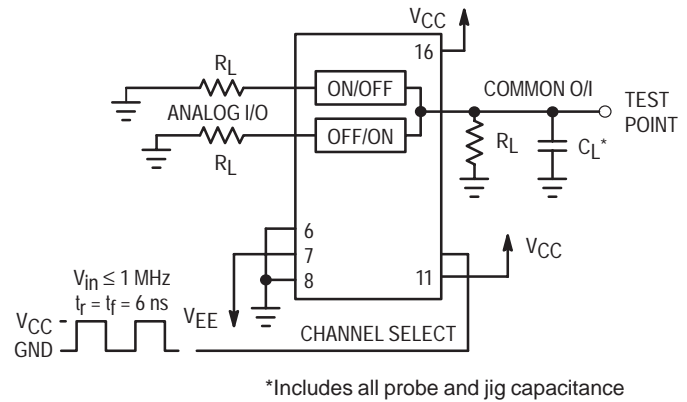 VCC
16
RL
ON/OFF
COMMON O/I
ANALOG I/O
TEST
POINT
OFF/ON
RL
RL
CL*
6
7
8
11
VCC
Vin ≤ 1 MHz
tr = tf = 6 ns
VEE
VCC
GND
CHANNEL SELECT
*Includes all probe and jig capacitance